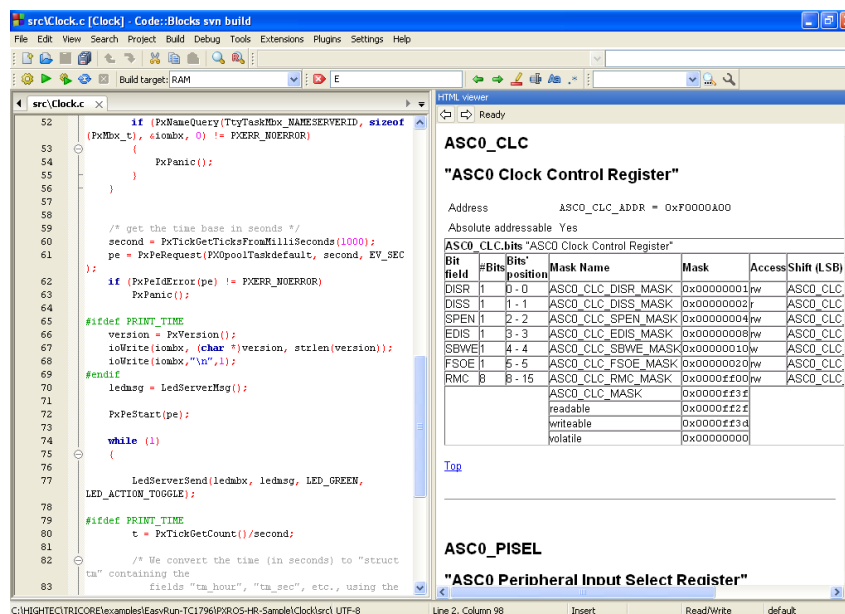 src\Clock.c [Clock] - Code::Blocks svn build
File Edit View Search Project Build Debug Tools Extensions Plugins Settings Help
Build target: RAM E
src\Clock.c
52 if (PxNameQuery(TtyTaskMbx_NAMESERVERID, sizeof
(PxMbx_t), &iombx, 0) != PXERR_NOERROR)
53 {
54 PxPanic();
55 }
56 }
57
58
59 /* get the time base in seonds */
60 second = PxTickGetTicksFromMilliSeconds(1000);
61 pe = PxPeRequest(PXOpoolTaskdefault, second, EV_SEC
);
62 if (PxPeIdError(pe) != PXERR_NOERROR)
63 PxPanic();
64
65 #ifdef PRINT_TIME
66 version = PxVersion();
67 ioWrite(iombx, (char *)version, strlen(version));
68 ioWrite(iombx,"\n",1);
69 #endif
70 ledmsg = LedServerMsg();
71
72 PxPeStart(pe);
73
74 while (1)
75 {
76
77 LedServerSend(ledmbx, ledmsg, LED_GREEN,
LED_ACTION_TOGGLE);
78
79 #ifdef PRINT_TIME
80 t = PxTickGetCount()/second;
81
82 /* We convert the time (in seconds) to "struct
tm" containing the
83 fields "tm_hour", "tm_sec", etc., using the
HTML viewer
Ready
ASC0_CLC
"ASC0 Clock Control Register"
Address ASC0_CLC_ADDR = 0xF0000A00
Absolute addressable Yes
ASC0_CLC.bits "ASC0 Clock Control Register"
Bit field #Bits Bits' position Mask Name Mask Access Shift (LSB)
DISR 1 0 - 0 ASC0_CLC_DISR_MASK 0x00000001 rw ASC0_CLC
DISS 1 1 - 1 ASC0_CLC_DISS_MASK 0x00000002 r ASC0_CLC
SPEN 1 2 - 2 ASC0_CLC_SPEN_MASK 0x00000004 rw ASC0_CLC
EDIS 1 3 - 3 ASC0_CLC_EDIS_MASK 0x00000008 rw ASC0_CLC
SBWE 1 4 - 4 ASC0_CLC_SBWE_MASK 0x00000010 w ASC0_CLC
FSOE 1 5 - 5 ASC0_CLC_FSOE_MASK 0x00000020 rw ASC0_CLC
RMC 8 8 - 15 ASC0_CLC_RMC_MASK 0x0000ff00 rw ASC0_CLC
ASC0_CLC_MASK 0x0000ff3f
readable 0x0000ff2f
writeable 0x0000ff3d
volatile 0x00000000
Top
ASC0_PISEL
"ASC0 Peripheral Input Select Register"
C:\HIGHTEC\TRICORE\examples\EasyRun-TC1796\PXROS-HR-Sample\Clock\src\ UTF-8 Line 2, Column 98 Insert Read/Write default